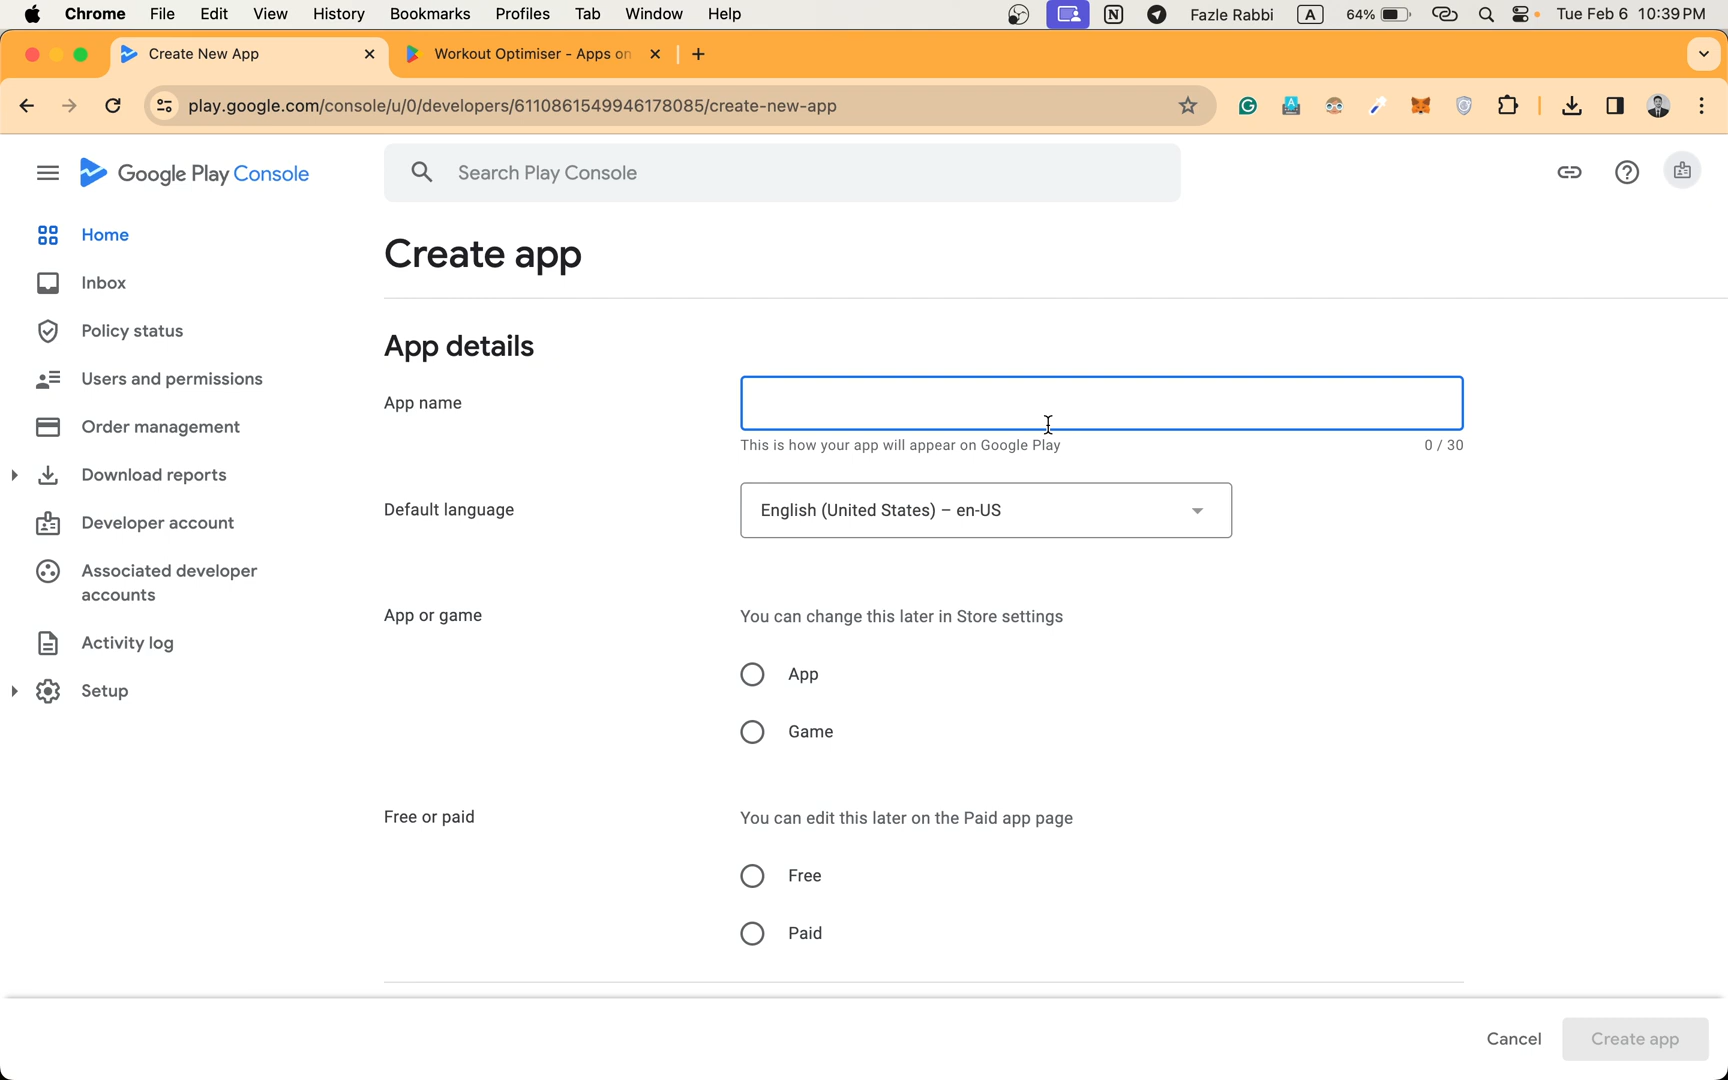 Chrome File Edit View History Bookmarks Profiles Tab Window Help Fazle Rabbi A 64% Tue Feb 6 10:39 PM
Create New App
Workout Optimiser - Apps on
play.google.com/console/u/0/developers/6110861549946178085/create-new-app
Google Play Console
Search Play Console
Home
Inbox
Policy status
Users and permissions
Order management
Download reports
Developer account
Associated developer
accounts
Activity log
Setup
Create app
App details
App name
This is how your app will appear on Google Play 0 / 30
Default language English (United States) – en-US
App or game You can change this later in Store settings
App
Game
Free or paid You can edit this later on the Paid app page
Free
Paid
Cancel Create app